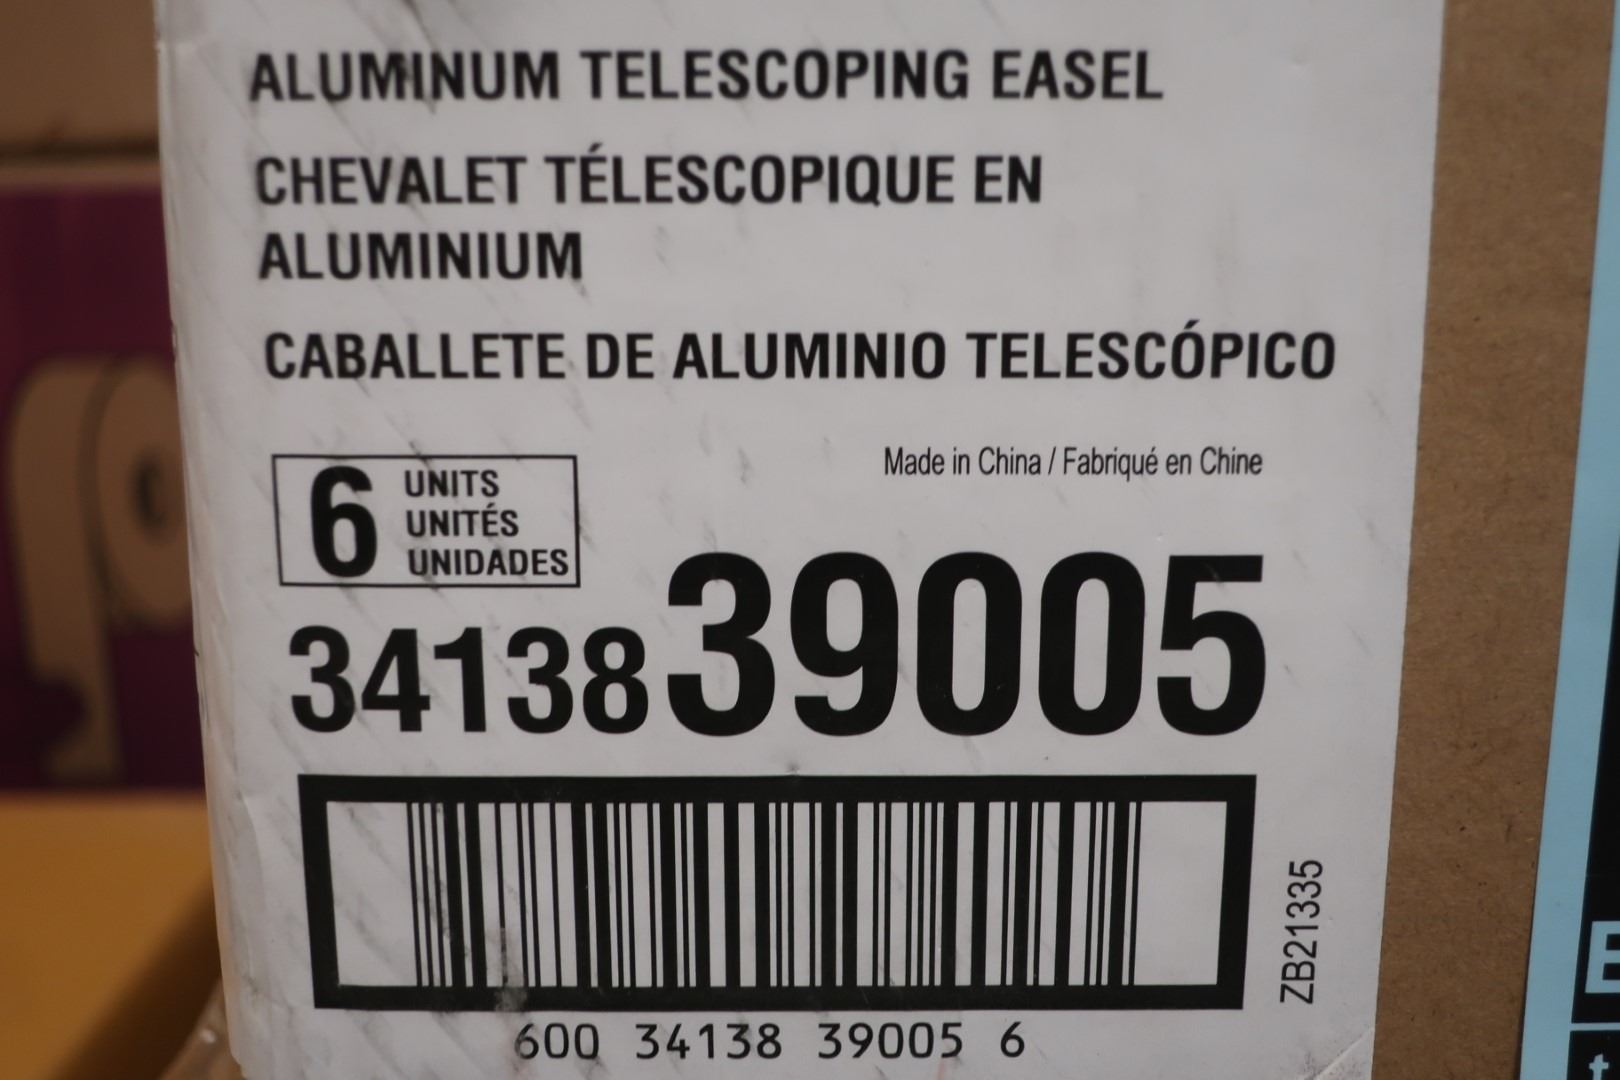 ALUMINUM TELESCOPING EASEL
CHEVALET TÉLESCOPIQUE EN
ALUMINIUM
CABALLETE DE ALUMINIO TELESCÓPICO
Made in China / Fabriqué en Chine
6 UNITS
UNITÉS
UNIDADES
34138 39005
ZB21335
600 34138 39005 6